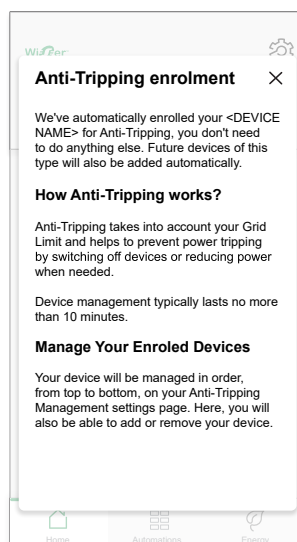 Wiser
Anti-Tripping enrolment
We've automatically enrolled your <DEVICE
NAME> for Anti-Tripping, you don't need
to do anything else. Future devices of this
type will also be added automatically.
How Anti-Tripping works?
Anti-Tripping takes into account your Grid
Limit and helps to prevent power tripping
by switching off devices or reducing power
when needed.
Device management typically lasts no more
than 10 minutes.
Manage Your Enroled Devices
Your device will be managed in order,
from top to bottom, on your Anti-Tripping
Management settings page. Here, you will
also be able to add or remove your device.
Home Automations Energy